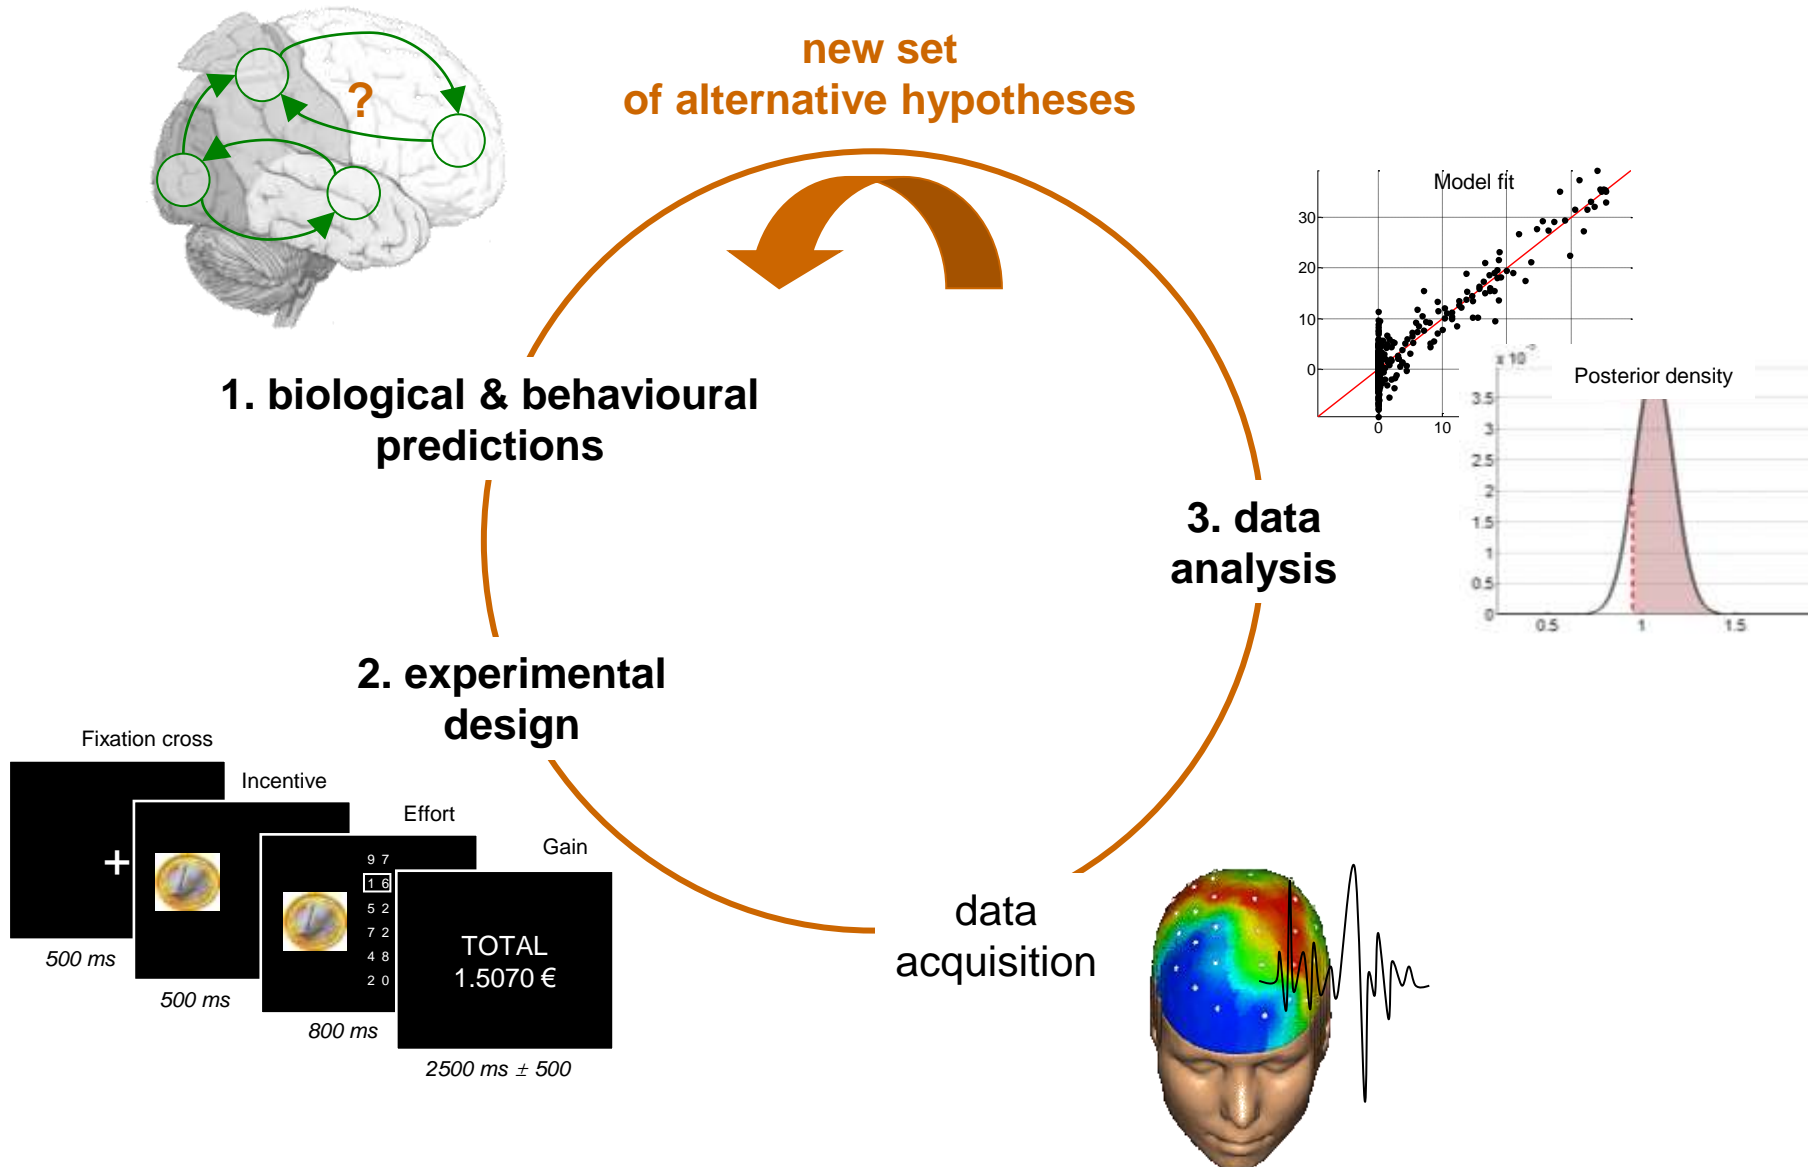 new set
of alternative hypotheses
?
1. biological & behavioural
predictions
Model fit
30
20
10
0
0
10
x 10
Posterior density
3.5
3
2.5
2
1.5
1
0.5
0
0.5
1
1.5
3. data
analysis
2. experimental
design
Fixation cross
+
500 ms
Incentive
500 ms
Effort
9 7
1 6
5 2
7 2
4 8
2 0
800 ms
Gain
TOTAL
1.5070 €
2500 ms ± 500
data
acquisition